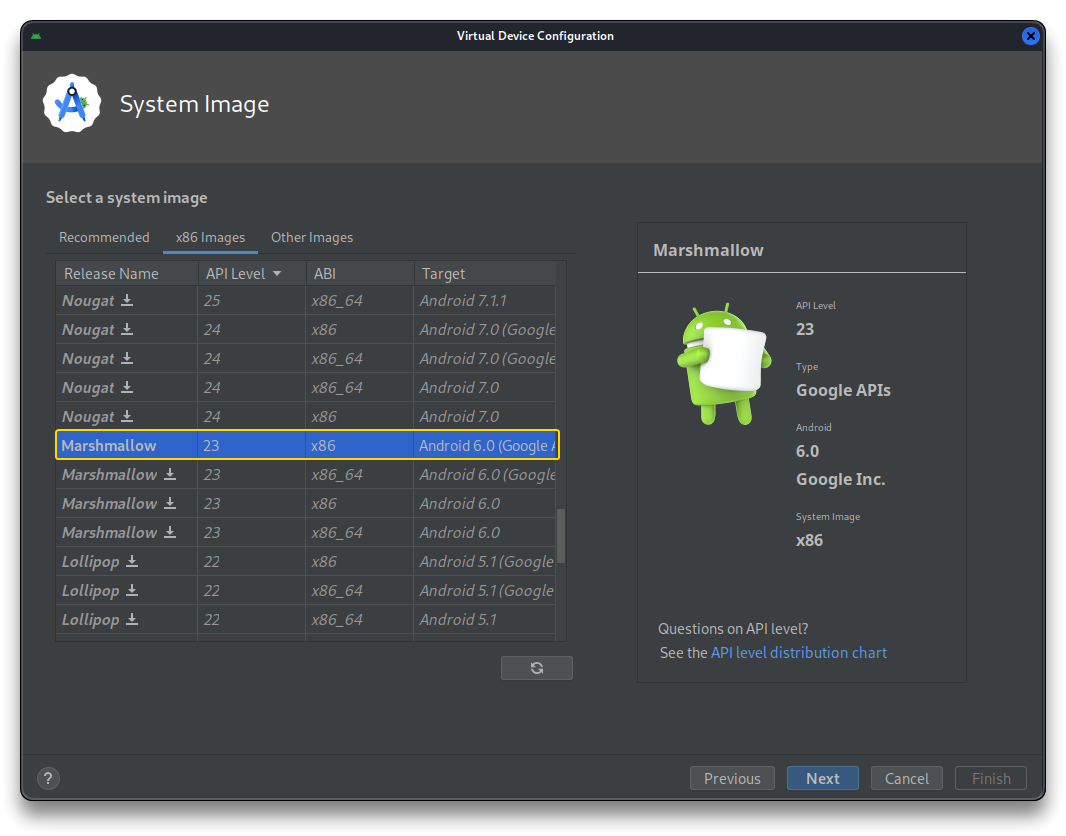 Virtual Device Configuration
System Image
Select a system image
Recommended x86 Images Other Images
Release Name API Level ABI Target
Nougat 25 x86_64 Android 7.1.1
Nougat 24 x86 Android 7.0 (Google
Nougat 24 x86_64 Android 7.0 (Google
Nougat 24 x86_64 Android 7.0
Nougat 24 x86 Android 7.0
Marshmallow 23 x86 Android 6.0 (Google A
Marshmallow 23 x86_64 Android 6.0 (Google
Marshmallow 23 x86 Android 6.0
Marshmallow 23 x86_64 Android 6.0
Lollipop 22 x86 Android 5.1 (Google
Lollipop 22 x86_64 Android 5.1 (Google
Lollipop 22 x86_64 Android 5.1
Marshmallow
API Level
23
Type
Google APIs
Android
6.0
Google Inc.
System Image
x86
Questions on API level?
See the API level distribution chart
? Previous Next Cancel Finish